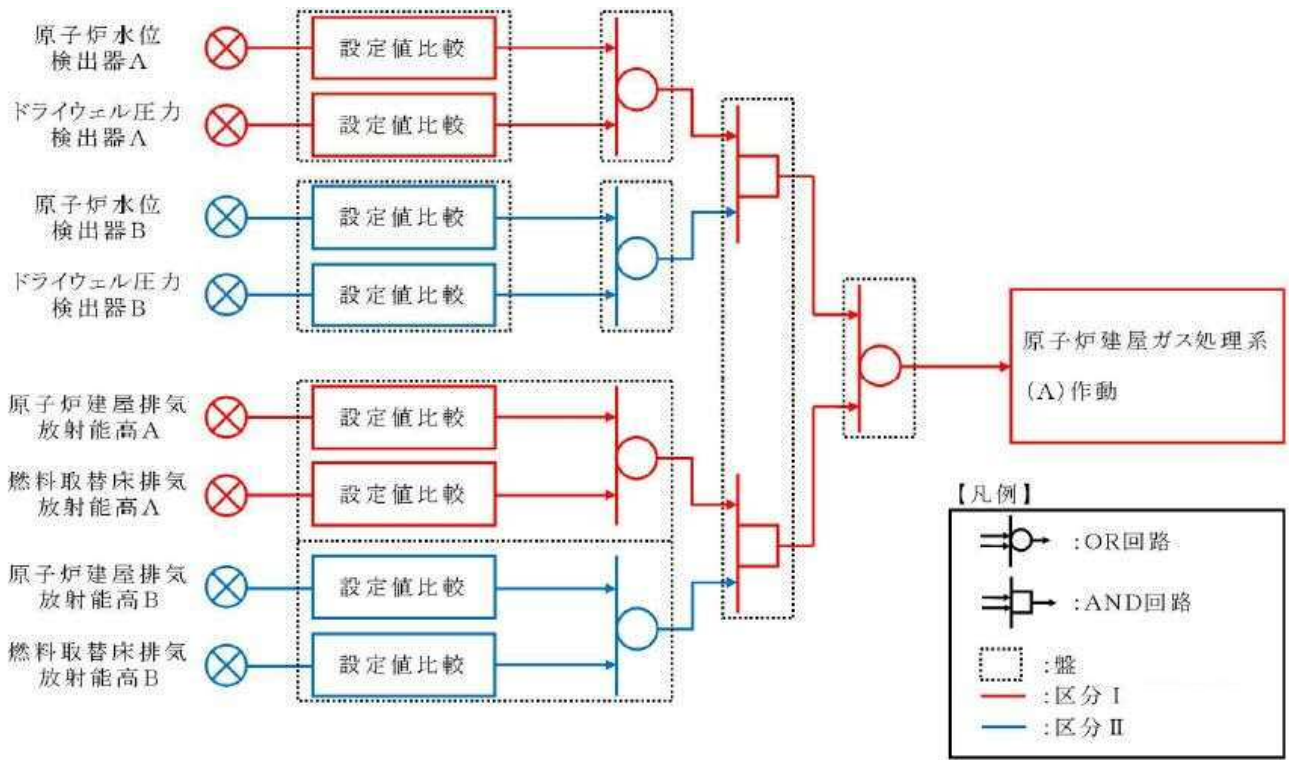 原子炉水位
検出器A
設定値比較
ドライウェル圧力
検出器A
設定値比較
原子炉水位
検出器B
設定値比較
ドライウェル圧力
検出器B
設定値比較
原子炉建屋ガス処理系
(A)作動
原子炉建屋排気
放射能高A
設定値比較
燃料取替床排気
放射能高A
設定値比較
原子炉建屋排気
放射能高B
設定値比較
燃料取替床排気
放射能高B
設定値比較
【凡例】
:OR回路
:AND回路
:盤
:区分Ⅰ
:区分Ⅱ